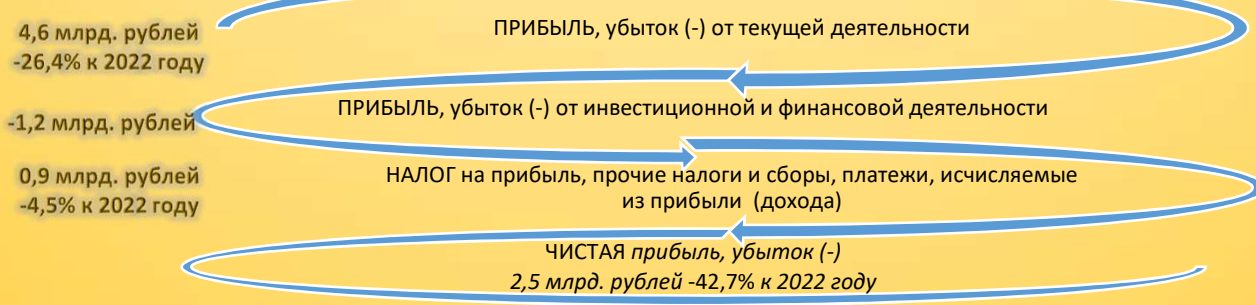 4,6 млрд. рублей
-26,4% к 2022 году
ПРИБЫЛЬ, убыток (-) от текущей деятельности
-1,2 млрд. рублей
ПРИБЫЛЬ, убыток (-) от инвестиционной и финансовой деятельности
0,9 млрд. рублей
-4,5% к 2022 году
НАЛОГ на прибыль, прочие налоги и сборы, платежи, исчисляемые
из прибыли (дохода)
ЧИСТАЯ прибыль, убыток (-)
2,5 млрд. рублей -42,7% к 2022 году